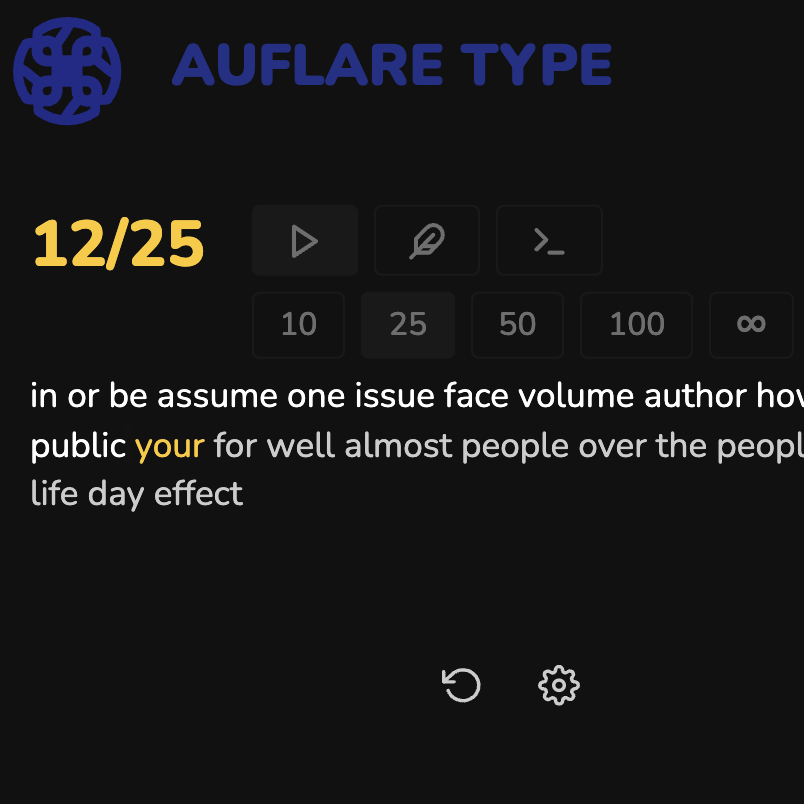 AUFLARE TYPE
12/25
10 25 50 100 ∞
in or be assume one issue face volume author
public your for well almost people over the
life day effect